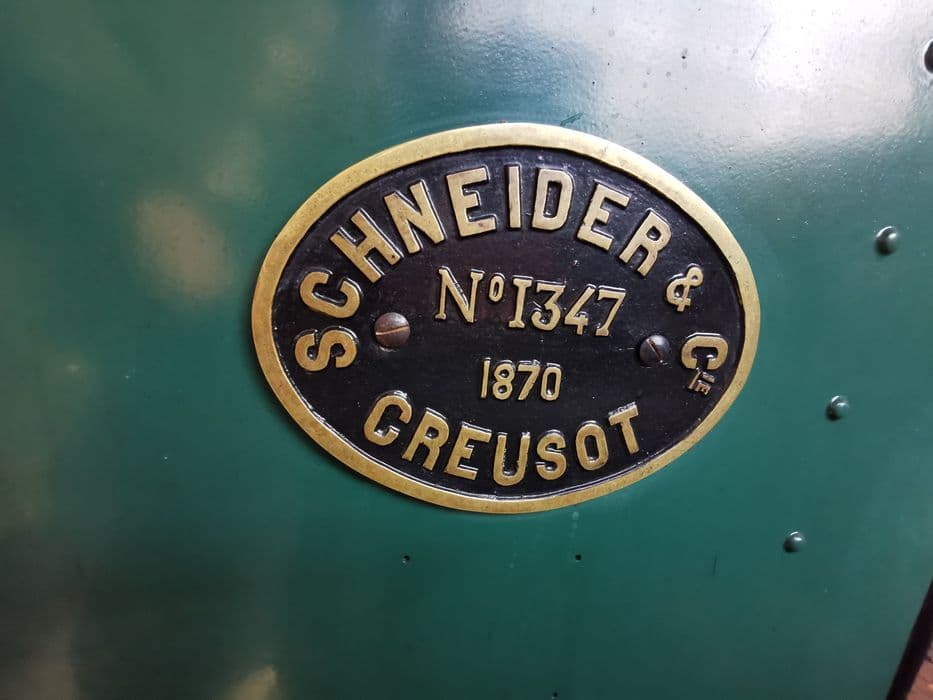 SCHNEIDER & CIE
Nº 1347
1870
CREUSOT